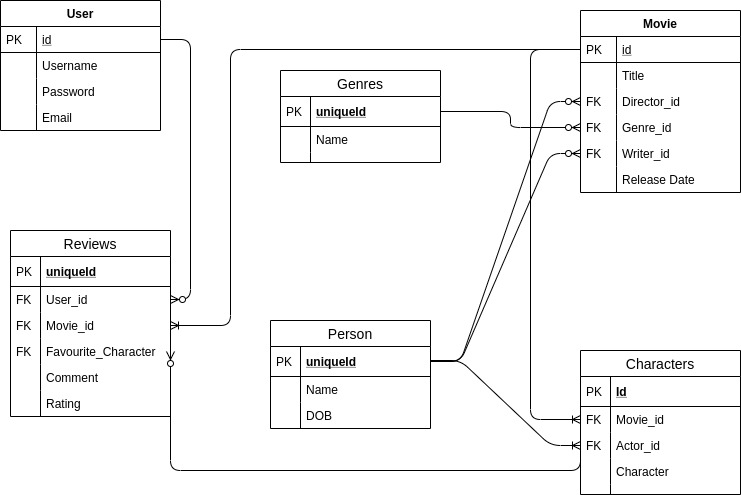 User
PK id
Username
Password
Email
Movie
PK id
Title
FK Director_id
FK Genre_id
FK Writer_id
Release Date
Genres
PK uniqueId
Name
Reviews
PK uniqueId
FK User_id
FK Movie_id
FK Favourite_Character
Comment
Rating
Person
PK uniqueId
Name
DOB
Characters
PK Id
FK Movie_id
FK Actor_id
Character